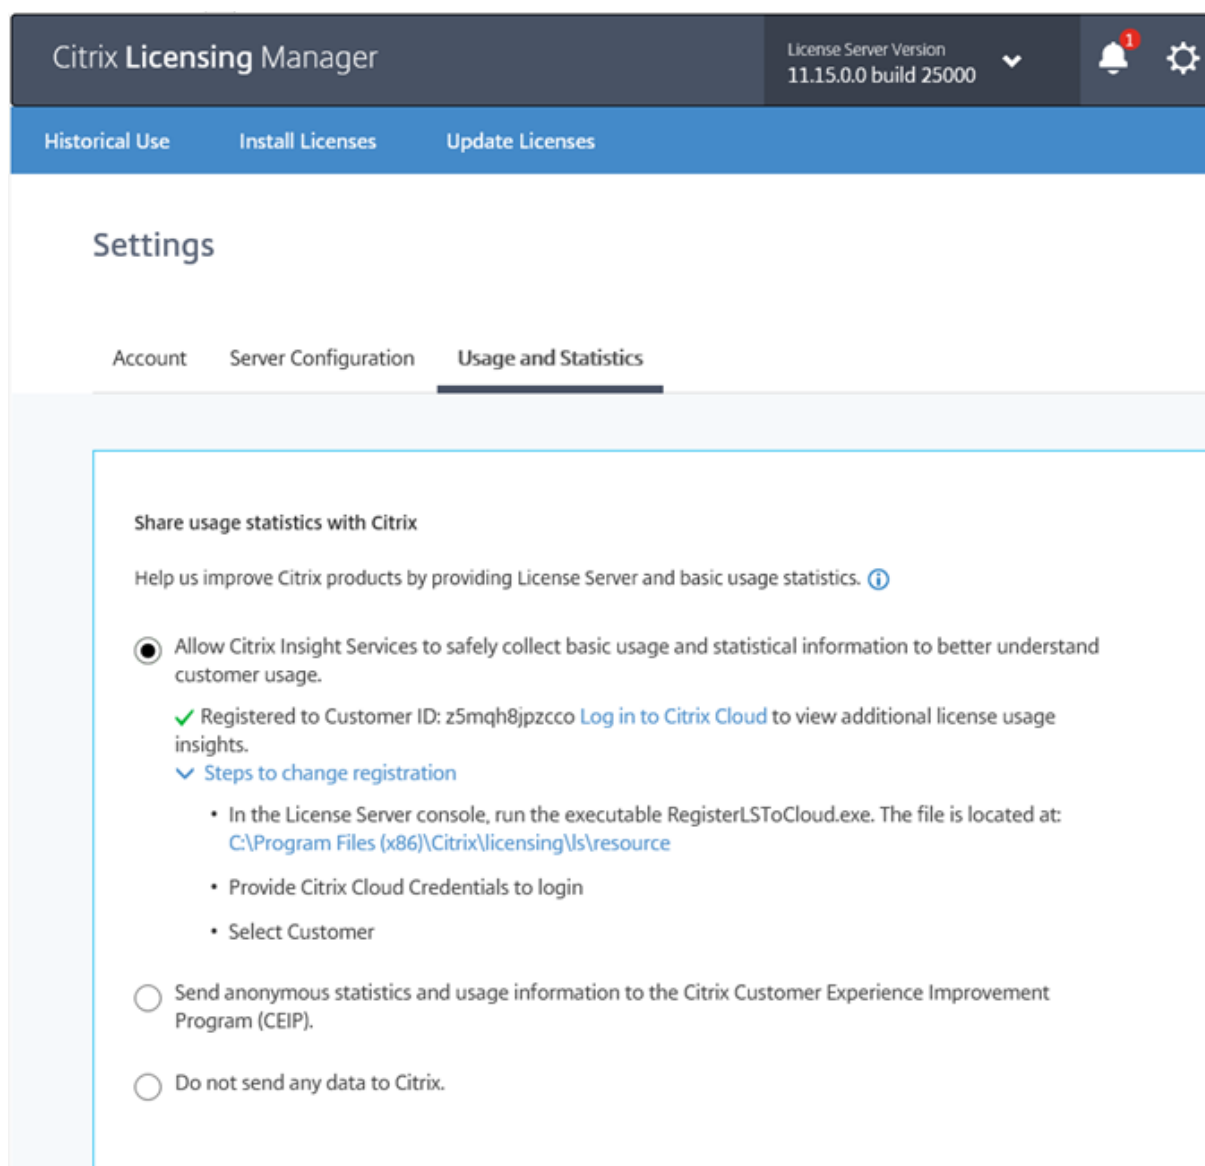 Citrix Licensing Manager
License Server Version
11.15.0.0 build 25000
1
Historical Use
Install Licenses
Update Licenses
Settings
Account
Server Configuration
Usage and Statistics
Share usage statistics with Citrix
Help us improve Citrix products by providing License Server and basic usage statistics.
Allow Citrix Insight Services to safely collect basic usage and statistical information to better understand
customer usage.
Registered to Customer ID: z5mqh8jpzcco Log in to Citrix Cloud to view additional license usage
insights.
Steps to change registration
• In the License Server console, run the executable RegisterLSToCloud.exe. The file is located at:
C:\Program Files (x86)\Citrix\licensing\ls\resource
• Provide Citrix Cloud Credentials to login
• Select Customer
Send anonymous statistics and usage information to the Citrix Customer Experience Improvement
Program (CEIP).
Do not send any data to Citrix.